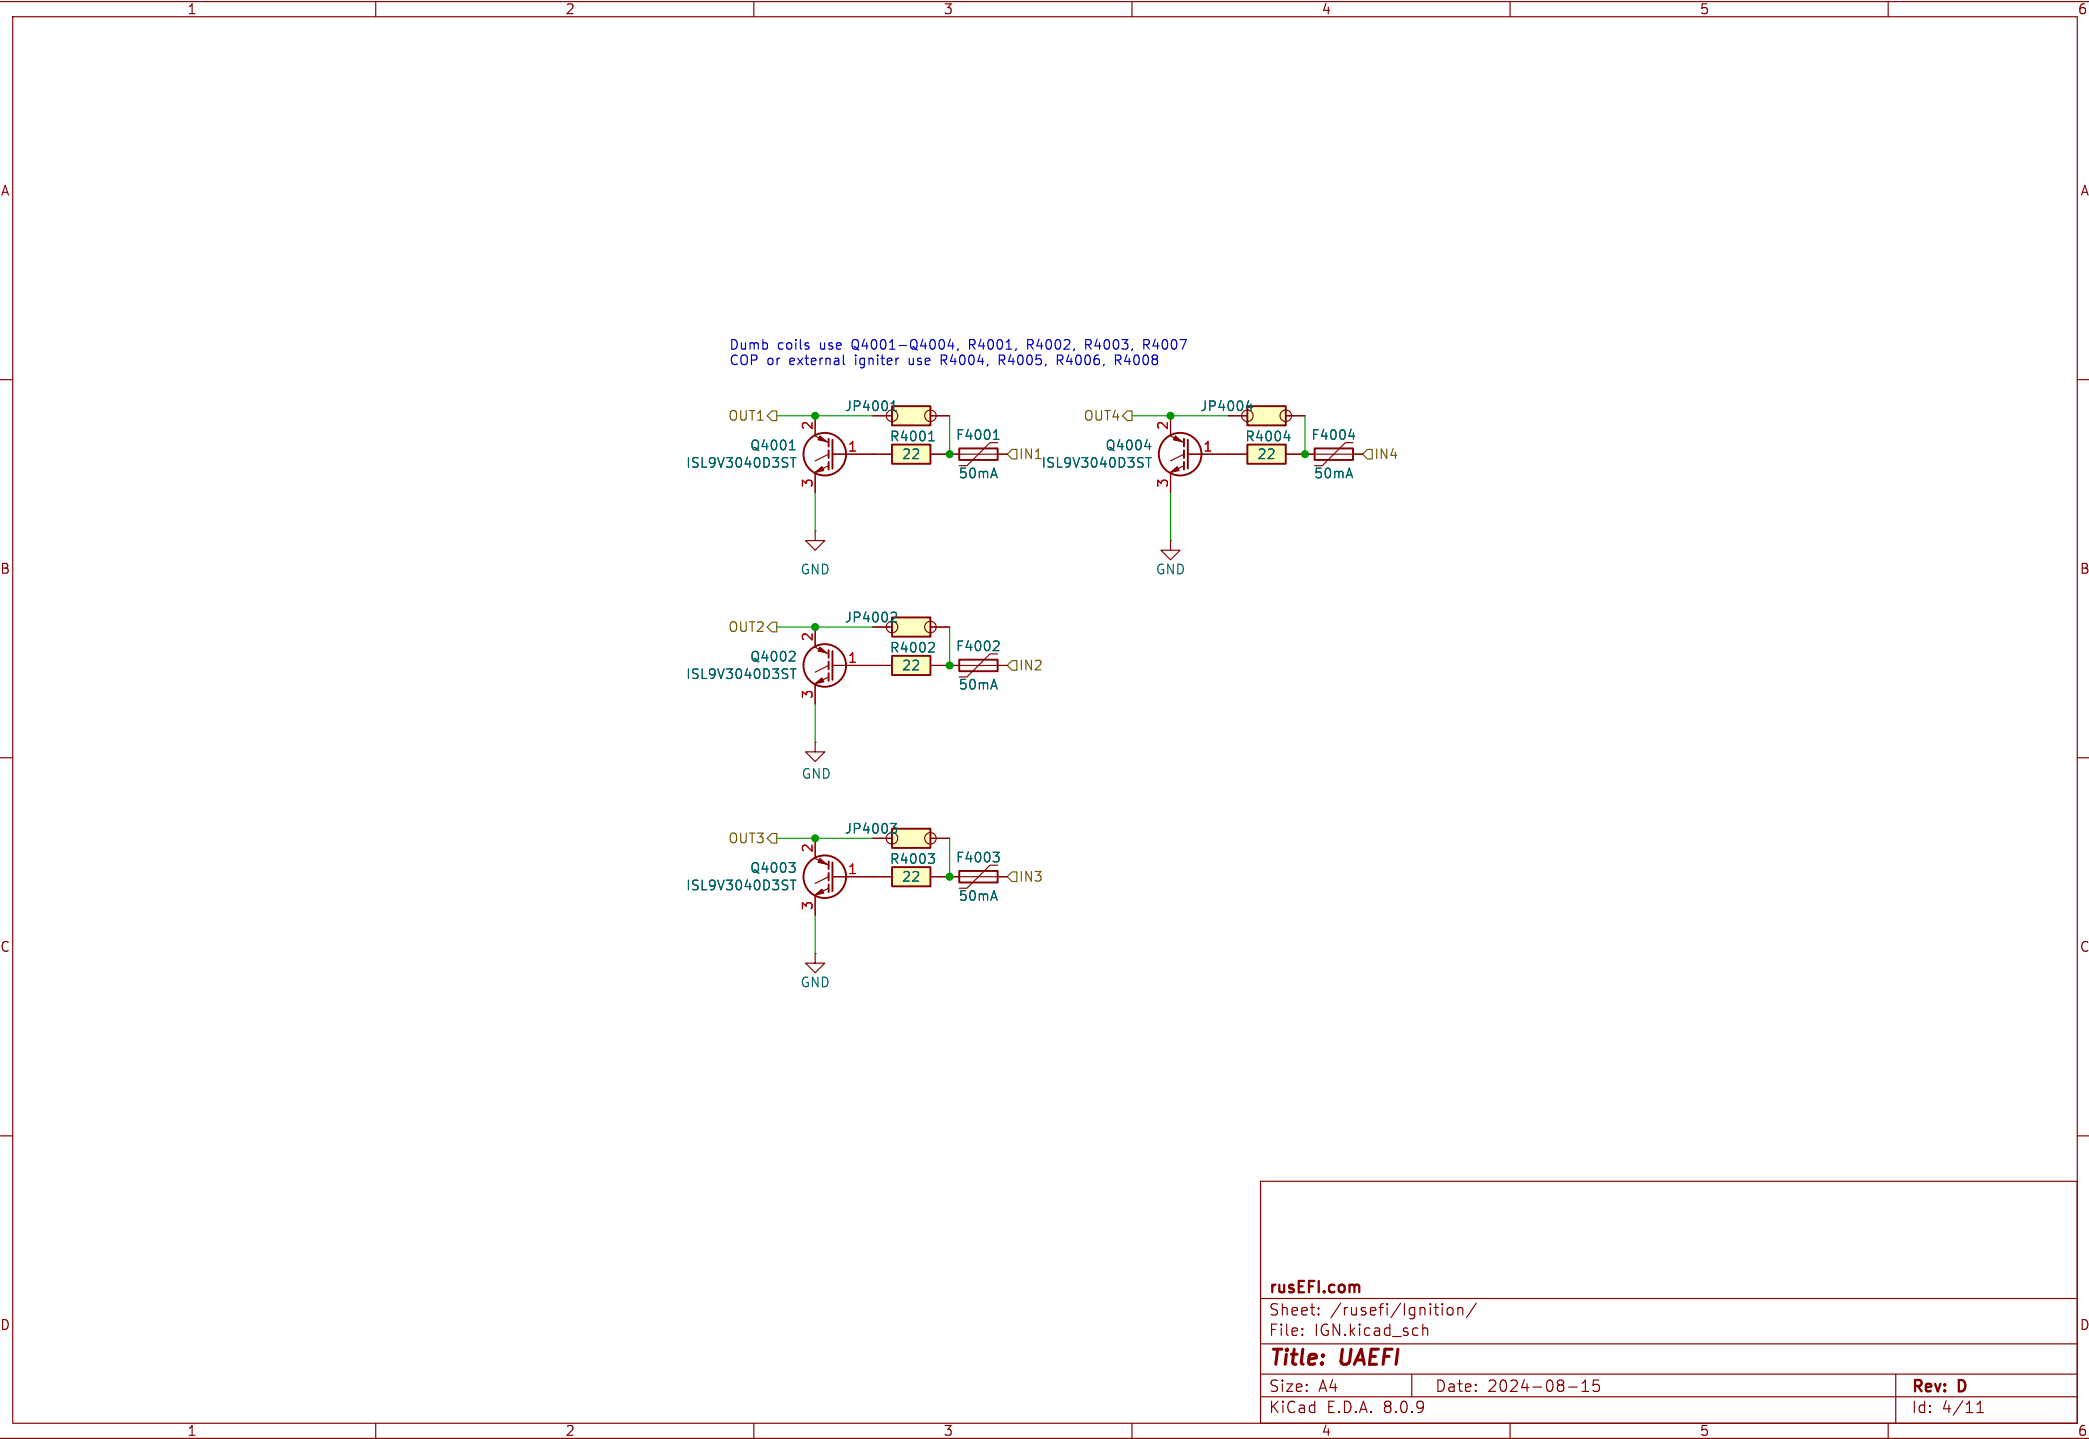 1 2 3 4 5 6
A A
Dumb coils use Q4001-Q4004, R4001, R4002, R4003, R4007
COP or external igniter use R4004, R4005, R4006, R4008
OUT1
JP4001
2
Q4001
ISL9V3040D3ST
1
R4001
22
F4001
50mA
IN1
3
GND
OUT4
JP4004
2
Q4004
ISL9V3040D3ST
1
R4004
22
F4004
50mA
IN4
3
GND
B B
OUT2
JP4002
2
Q4002
ISL9V3040D3ST
1
R4002
22
F4002
50mA
IN2
3
GND
OUT3
JP4003
2
Q4003
ISL9V3040D3ST
1
R4003
22
F4003
50mA
IN3
3
GND
C C
rusEFI.com
Sheet: /rusefi/Ignition/
File: IGN.kicad_sch
Title: UAEFI
Size: A4 Date: 2024-08-15 Rev: D
KiCad E.D.A. 8.0.9 Id: 4/11
D D
1 2 3 4 5 6